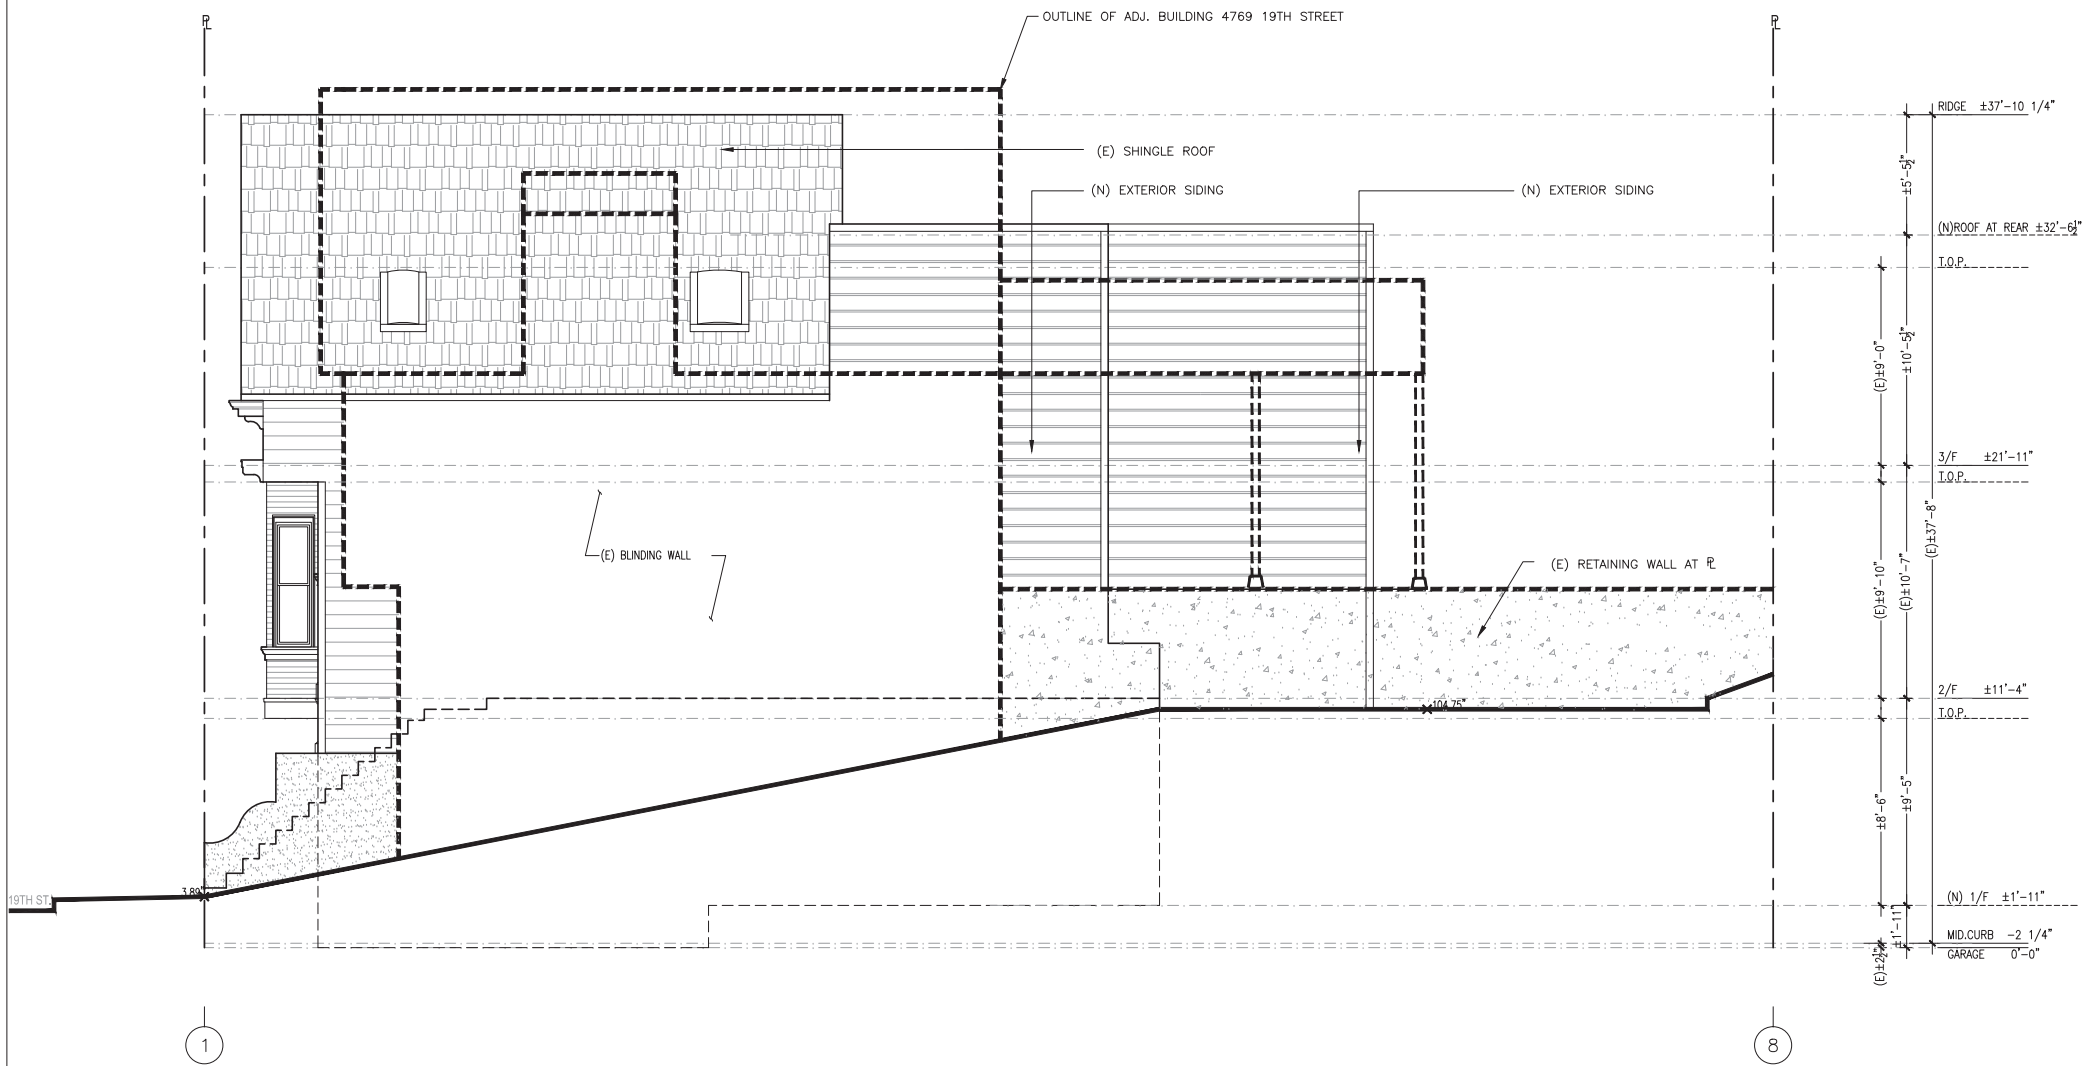 PL
PL
OUTLINE OF ADJ. BUILDING 4769 19TH STREET
RIDGE ±37'-10 1/4"
(E) SHINGLE ROOF
±5'-5½"
(N) EXTERIOR SIDING
(N) EXTERIOR SIDING
(N)ROOF AT REAR ±32'-6½"
T.O.P.
(E)±9'-0"
±10'-5½"
3/F ±21'-11"
T.O.P.
(E)±37'-8"
(E) BLINDING WALL
(E) RETAINING WALL AT PL
(E)±9'-10"
(E)±10'-7"
2/F ±11'-4"
104.75"
T.O.P.
±8'-6"
±9'-5"
3.89'
19TH ST.
(N) 1/F ±1'-11"
±1'-11"
MID.CURB -2 1/4"
GARAGE 0'-0"
1
8